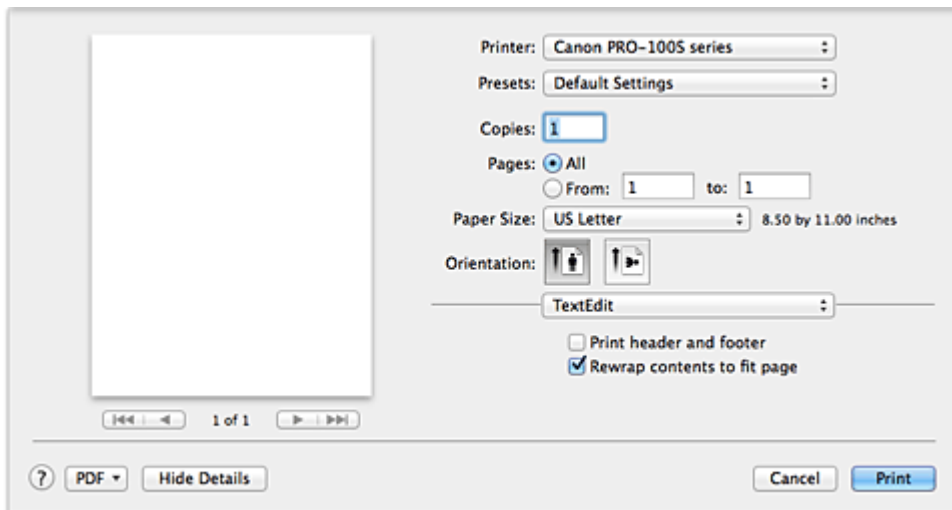 Printer: Canon PRO-100S series
Presets: Default Settings
Copies: 1
Pages: All
From: 1 to: 1
Paper Size: US Letter 8.50 by 11.00 inches
Orientation:
TextEdit
Print header and footer
Rewrap contents to fit page
1 of 1
? PDF Hide Details Cancel Print